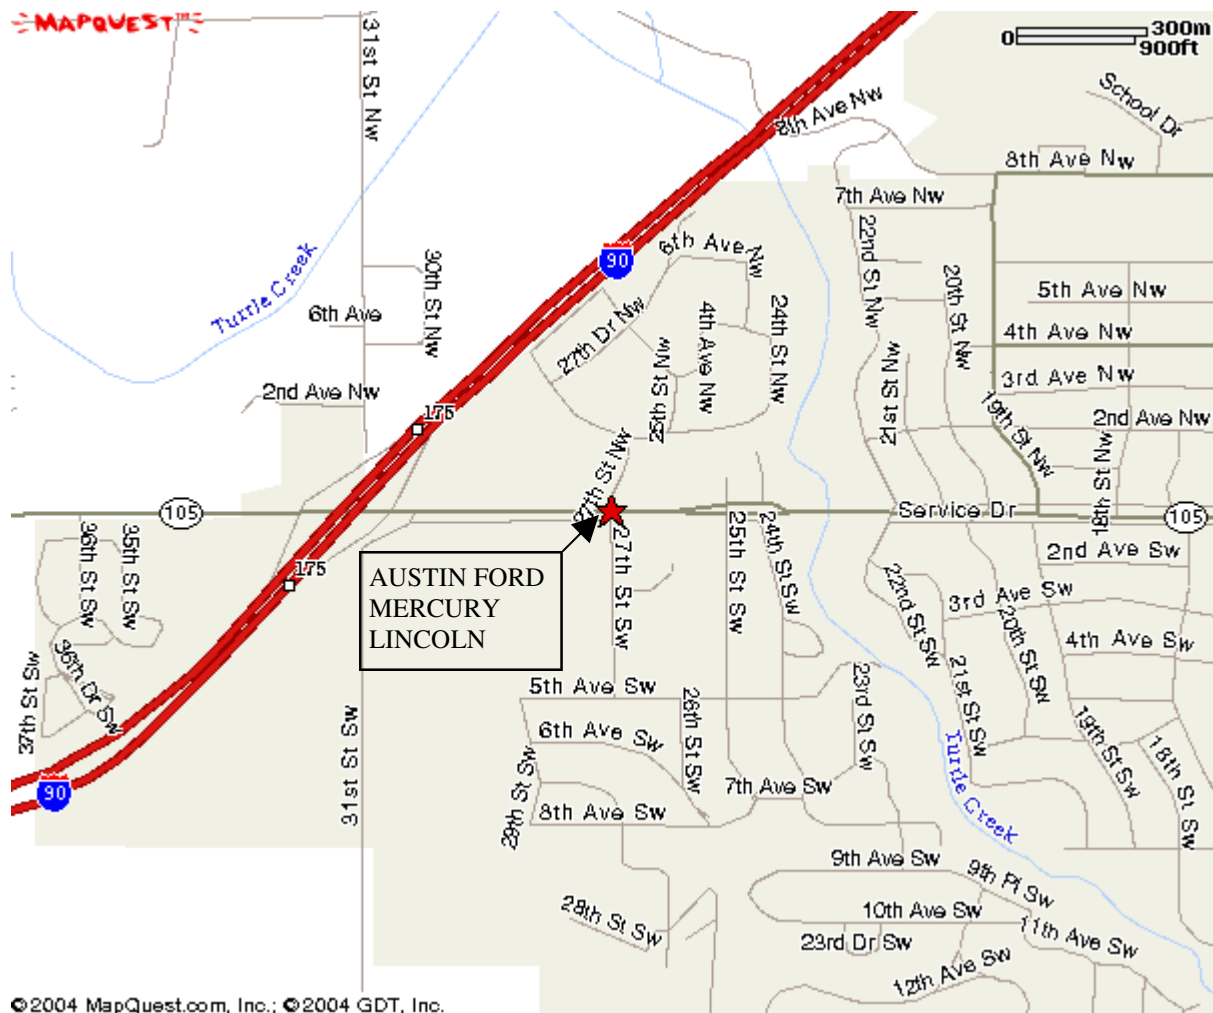 MAPQUEST™
31st St Nw
0 300m
900ft
School Dr
8th Ave Nw
8th Ave Nw
7th Ave Nw
Turtle Creek
30th St Nw
6th Ave
2nd Ave Nw
90
6th Ave Nw
27th Dr Nw
4th Ave Nw
24th St Nw
25th St Nw
22nd St Nw
20th St Nw
5th Ave Nw
4th Ave Nw
3rd Ave Nw
2nd Ave Nw
21st St Nw
19th St Nw
18th St Nw
175
27th St Nw
105
Service Dr
105
36th St Sw
35th St Sw
175
AUSTIN FORD
MERCURY
LINCOLN
27th St Sw
25th St Sw
24th St Sw
22nd St Sw
2nd Ave Sw
3rd Ave Sw
20th St Sw
4th Ave Sw
36th Dr Sw
37th St Sw
31st St Sw
5th Ave Sw
26th St Sw
6th Ave Sw
23rd St Sw
21st St Sw
19th St Sw
18th St Sw
Turtle Creek
90
29th St Sw
7th Ave Sw
8th Ave Sw
9th Ave Sw
9th Pl Sw
28th St Sw
10th Ave Sw
11th Ave Sw
23rd Dr Sw
12th Ave Sw
©2004 MapQuest.com, Inc.; ©2004 GDT, Inc.